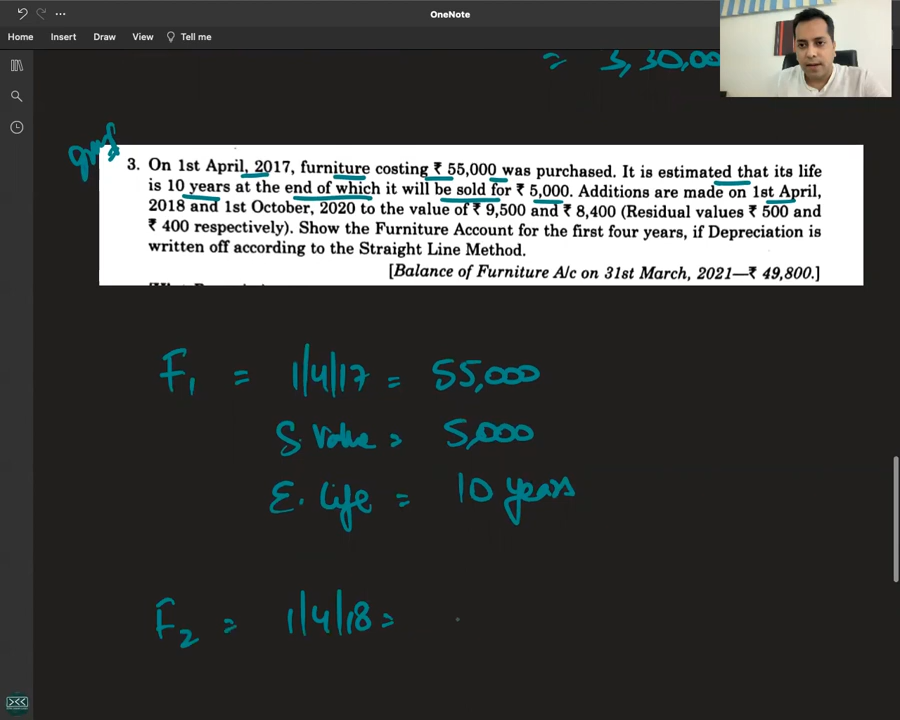 OneNote
Home Insert Draw View Tell me
= 3,30,00
3. On 1st April, 2017, furniture costing ₹ 55,000 was purchased. It is estimated that its life
is 10 years at the end of which it will be sold for ₹ 5,000. Additions are made on 1st April,
2018 and 1st October, 2020 to the value of ₹ 9,500 and ₹ 8,400 (Residual values ₹ 500 and
₹ 400 respectively). Show the Furniture Account for the first four years, if Depreciation is
written off according to the Straight Line Method.
[Balance of Furniture A/c on 31st March, 2021—₹ 49,800.]
F1 = 1/4/17 = 55,000
S. Value = 5,000
E. life = 10 years
F2 = 1/4/18 =